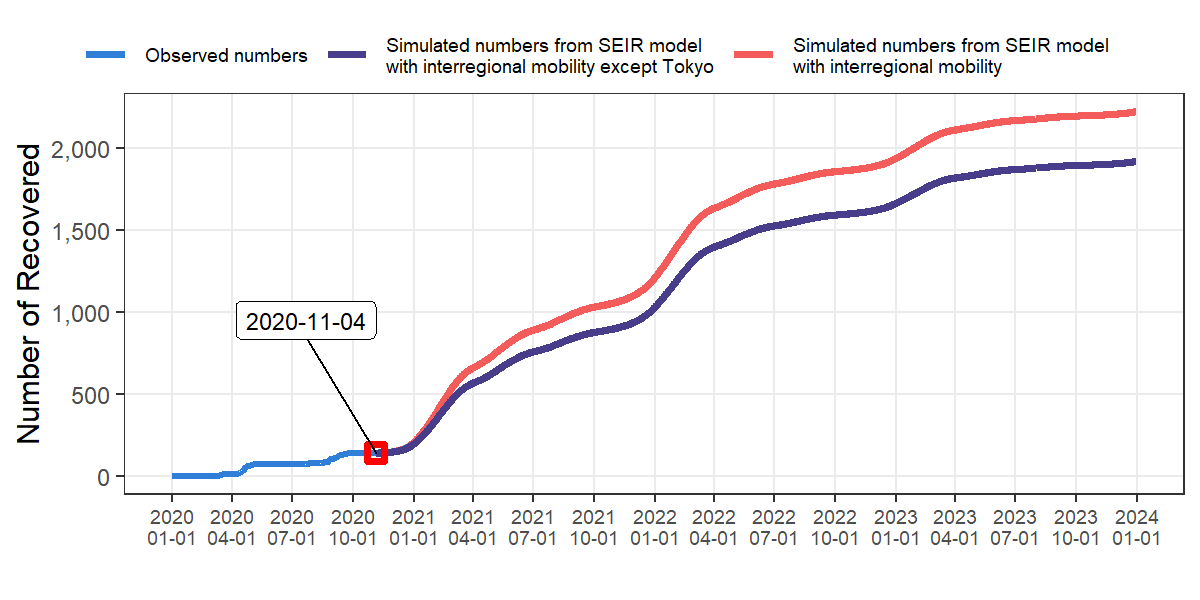 Observed numbers
Simulated numbers from SEIR model
with interregional mobility except Tokyo
Simulated numbers from SEIR model
with interregional mobility
Number of Recovered
2,000
1,500
1,000
500
0
2020-11-04
2020 2020 2020 2020 2021 2021 2021 2021 2022 2022 2022 2022 2023 2023 2023 2023 2024
01-01 04-01 07-01 10-01 01-01 04-01 07-01 10-01 01-01 04-01 07-01 10-01 01-01 04-01 07-01 10-01 01-01